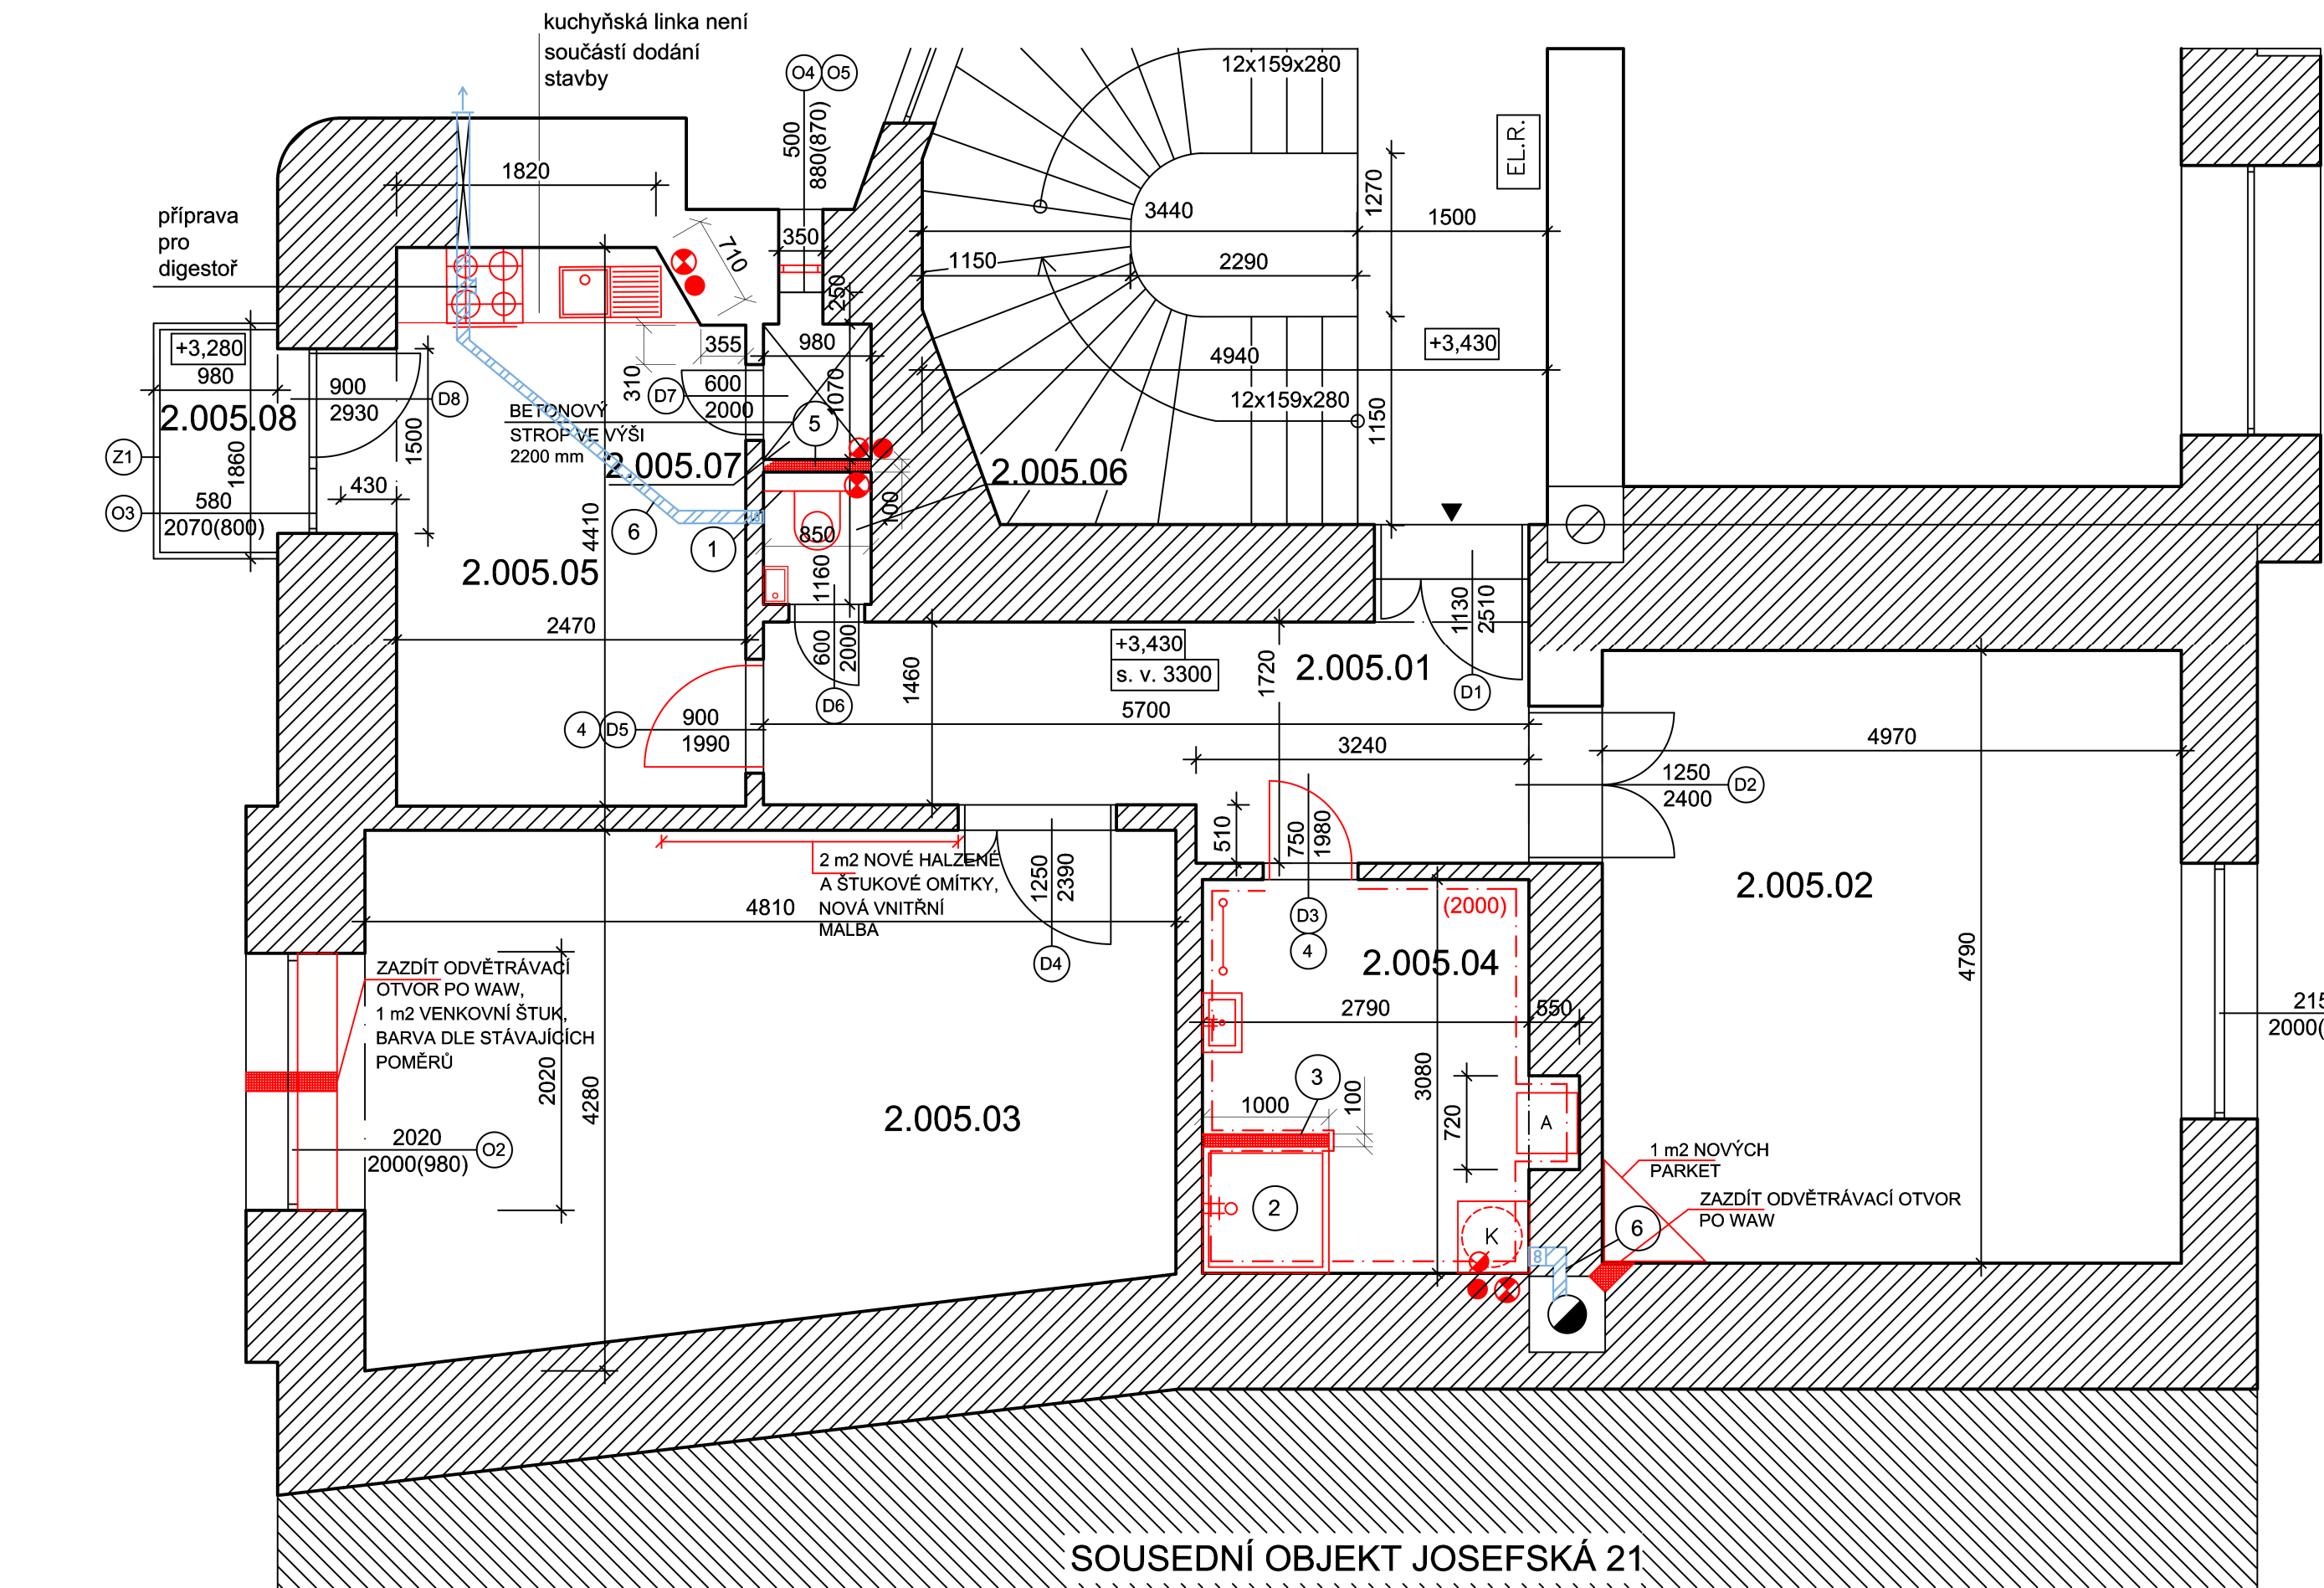 kuchyňská linka není
součástí dodání
stavby
O4
O5
500
880(870)
12x159x280
EL.R.
1820
710
350
250
3440
1270
1500
1150
2290
příprava
pro
digestoř
+3,280
980
900
2930
D8
2.005.08
1860
1500
Z1
430
580
O3
2070(800)
355
980
310
D7
600
2000
1070
BETONOVÝ
STROP VE VÝŠI
2200 mm
5
2.005.07
4940
+3,430
12x159x280
1150
2.005.06
100
4410
6
1
850
1160
2.005.05
2470
600
2000
D6
1460
+3,430
s. v. 3300
1720
2.005.01
1130
2510
D1
4
D5
900
1990
5700
3240
4970
1250
2400
D2
510
750
1980
2 m2 NOVÉ HALZENÉ
A ŠTUKOVÉ OMÍTKY,
NOVÁ VNITŘNÍ
MALBA
1250
2390
D4
4810
D3
4
(2000)
2.005.04
2.005.02
4790
ZAZDÍT ODVĚTRÁVACÍ
OTVOR PO WAW,
1 m2 VENKOVNÍ ŠTUK,
BARVA DLE STÁVAJÍCÍCH
POMĚRŮ
2020
4280
2790
550
215
2000(
3
1000
100
3080
720
A
2.005.03
2020
2000(980)
O2
1 m2 NOVÝCH
PARKET
ZAZDÍT ODVĚTRÁVACÍ OTVOR
PO WAW
2
K
8
6
SOUSEDNÍ OBJEKT JOSEFSKÁ 21